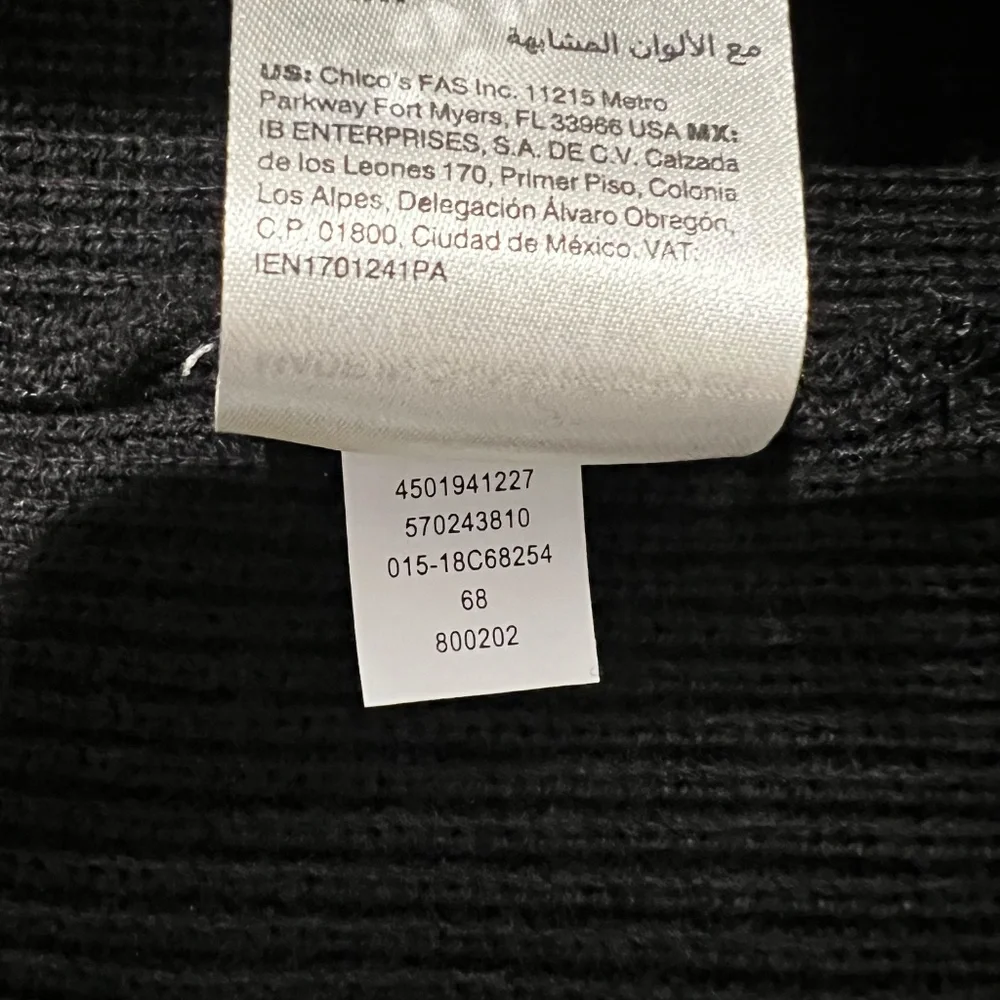 مع الألوان المشابهة
US: Chico's FAS Inc. 11215 Metro
Parkway Fort Myers, FL 33966 USA MX:
IB ENTERPRISES, S.A. DE C.V. Calzada
de los Leones 170, Primer Piso, Colonia
Los Alpes, Delegación Álvaro Obregón,
C.P. 01800, Ciudad de México. VAT:
IEN1701241PA
4501941227
570243810
015-18C68254
68
800202